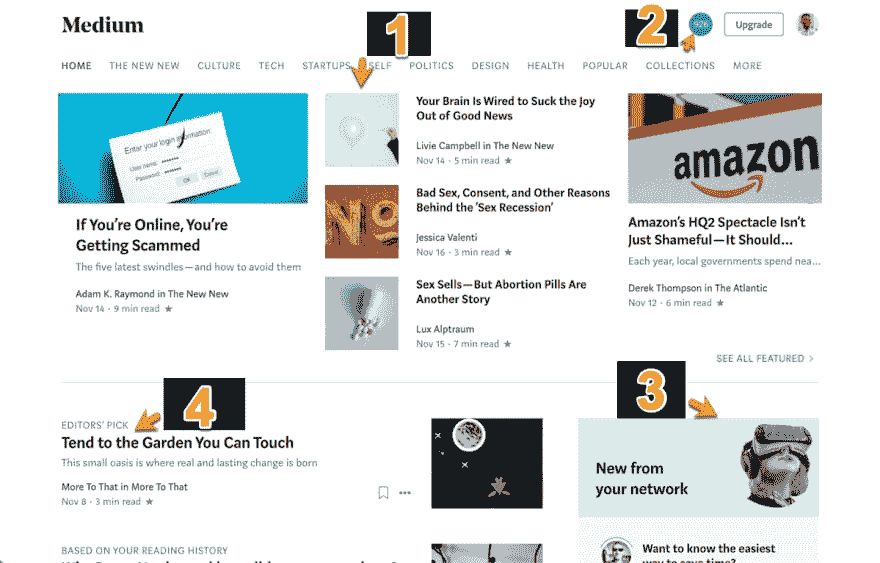 Medium
1
2
926
Upgrade
HOME THE NEW NEW CULTURE TECH STARTUPS SELF POLITICS DESIGN HEALTH POPULAR COLLECTIONS MORE
Enter your login information:
User name:
Password:
OK Cancel
If You’re Online, You’re
Getting Scammed
The five latest swindles—and how to avoid them
Adam K. Raymond in The New New
Nov 14 · 9 min read ★
Your Brain Is Wired to Suck the Joy
Out of Good News
Livie Campbell in The New New
Nov 14 · 5 min read ★
No
Bad Sex, Consent, and Other Reasons
Behind the ‘Sex Recession’
Jessica Valenti
Nov 16 · 3 min read ★
Sex Sells—But Abortion Pills Are
Another Story
Lux Alptraum
Nov 15 · 7 min read ★
amazon
Amazon’s HQ2 Spectacle Isn’t
Just Shameful—It Should...
Each year, local governments spend nea...
Derek Thompson in The Atlantic
Nov 12 · 6 min read ★
SEE ALL FEATURED >
4
3
EDITORS’ PICK
Tend to the Garden You Can Touch
This small oasis is where real and lasting change is born
More To That in More To That
Nov 8 · 3 min read ★
New from
your network
BASED ON YOUR READING HISTORY
Want to know the easiest
way to save time?